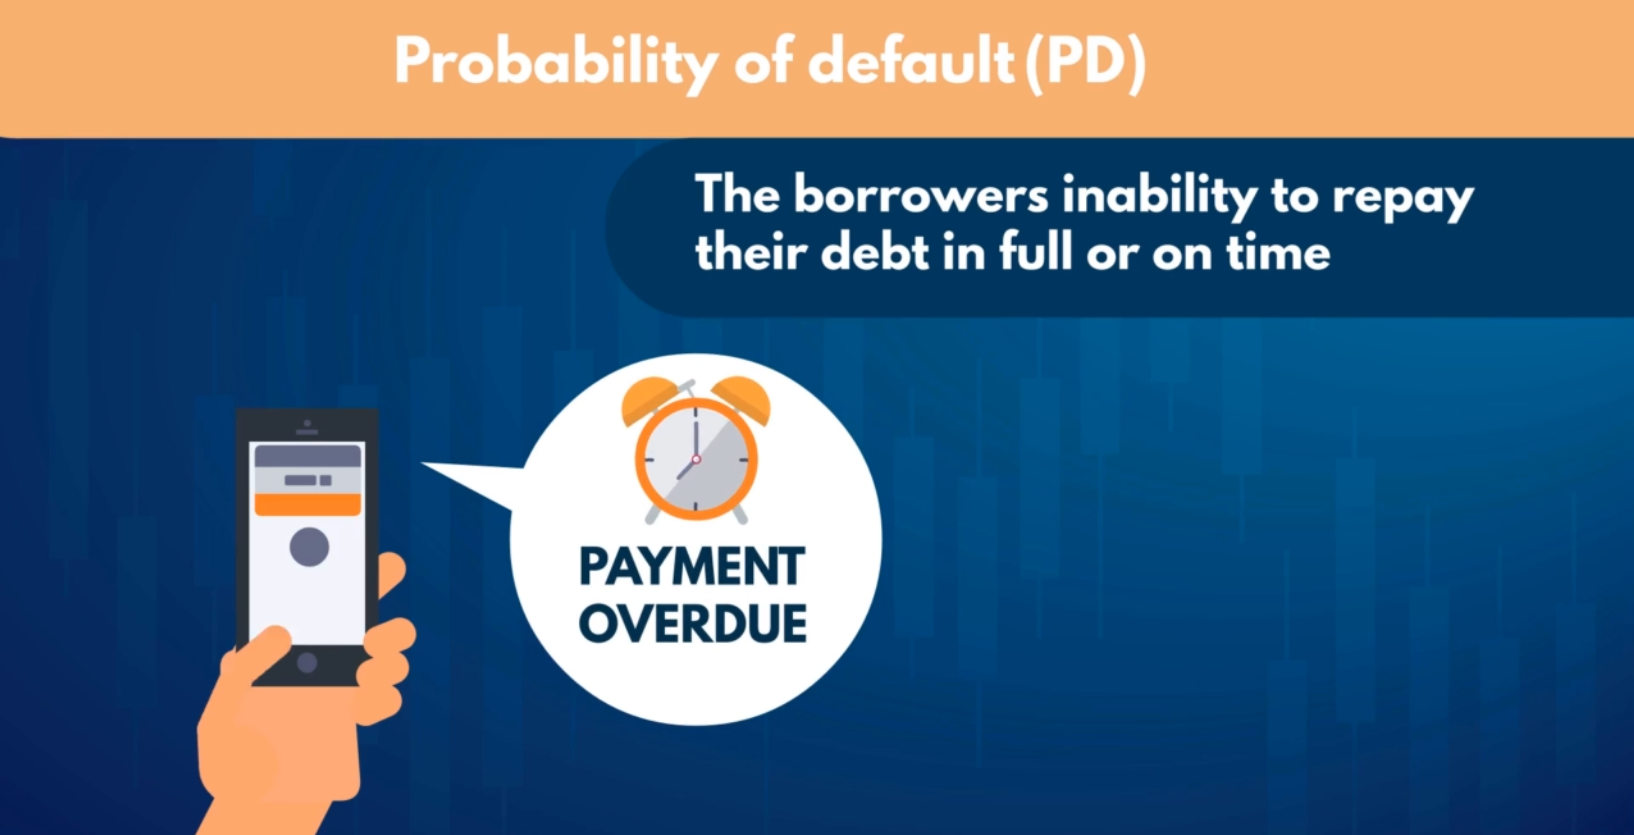 Probability of default (PD)
The borrowers inability to repay
their debt in full or on time
PAYMENT
OVERDUE